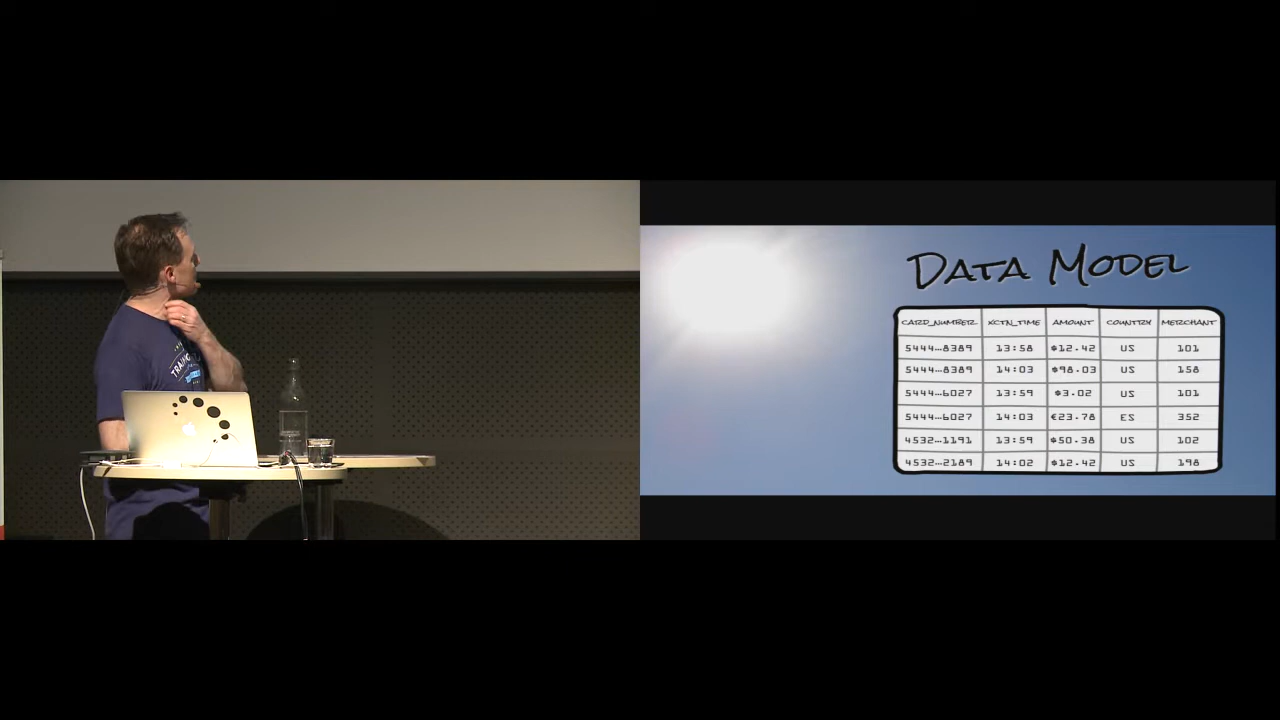 DATA MODEL
CARD_NUMBER XCTN_TIME AMOUNT COUNTRY MERCHANT
5444...8389 13:58 $12.42 US 101
5444...8389 14:03 $98.03 US 158
5444...6027 13:59 $3.02 US 101
5444...6027 14:03 €23.78 ES 352
4532...1191 13:59 $50.38 US 102
4532...2189 14:02 $12.42 US 198